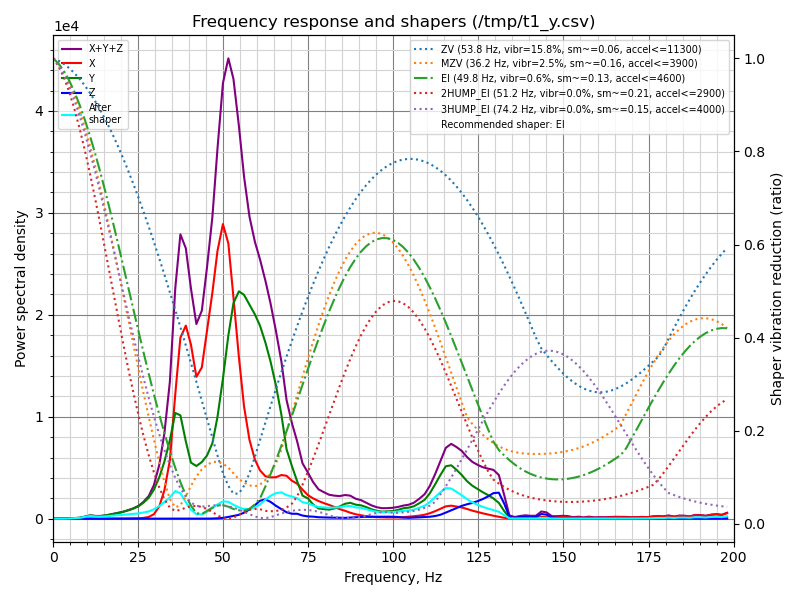 Frequency response and shapers (/tmp/t1_y.csv)
1e4
X+Y+Z
X
Y
Z
After
shaper
ZV (53.8 Hz, vibr=15.8%, sm~=0.06, accel<=11300)
MZV (36.2 Hz, vibr=2.5%, sm~=0.16, accel<=3900)
EI (49.8 Hz, vibr=0.6%, sm~=0.13, accel<=4600)
2HUMP_EI (51.2 Hz, vibr=0.0%, sm~=0.21, accel<=2900)
3HUMP_EI (74.2 Hz, vibr=0.0%, sm~=0.15, accel<=4000)
Recommended shaper: EI
Power spectral density
4
3
2
1
0
1.0
0.8
0.6
0.4
0.2
0.0
Shaper vibration reduction (ratio)
0 25 50 75 100 125 150 175 200
Frequency, Hz